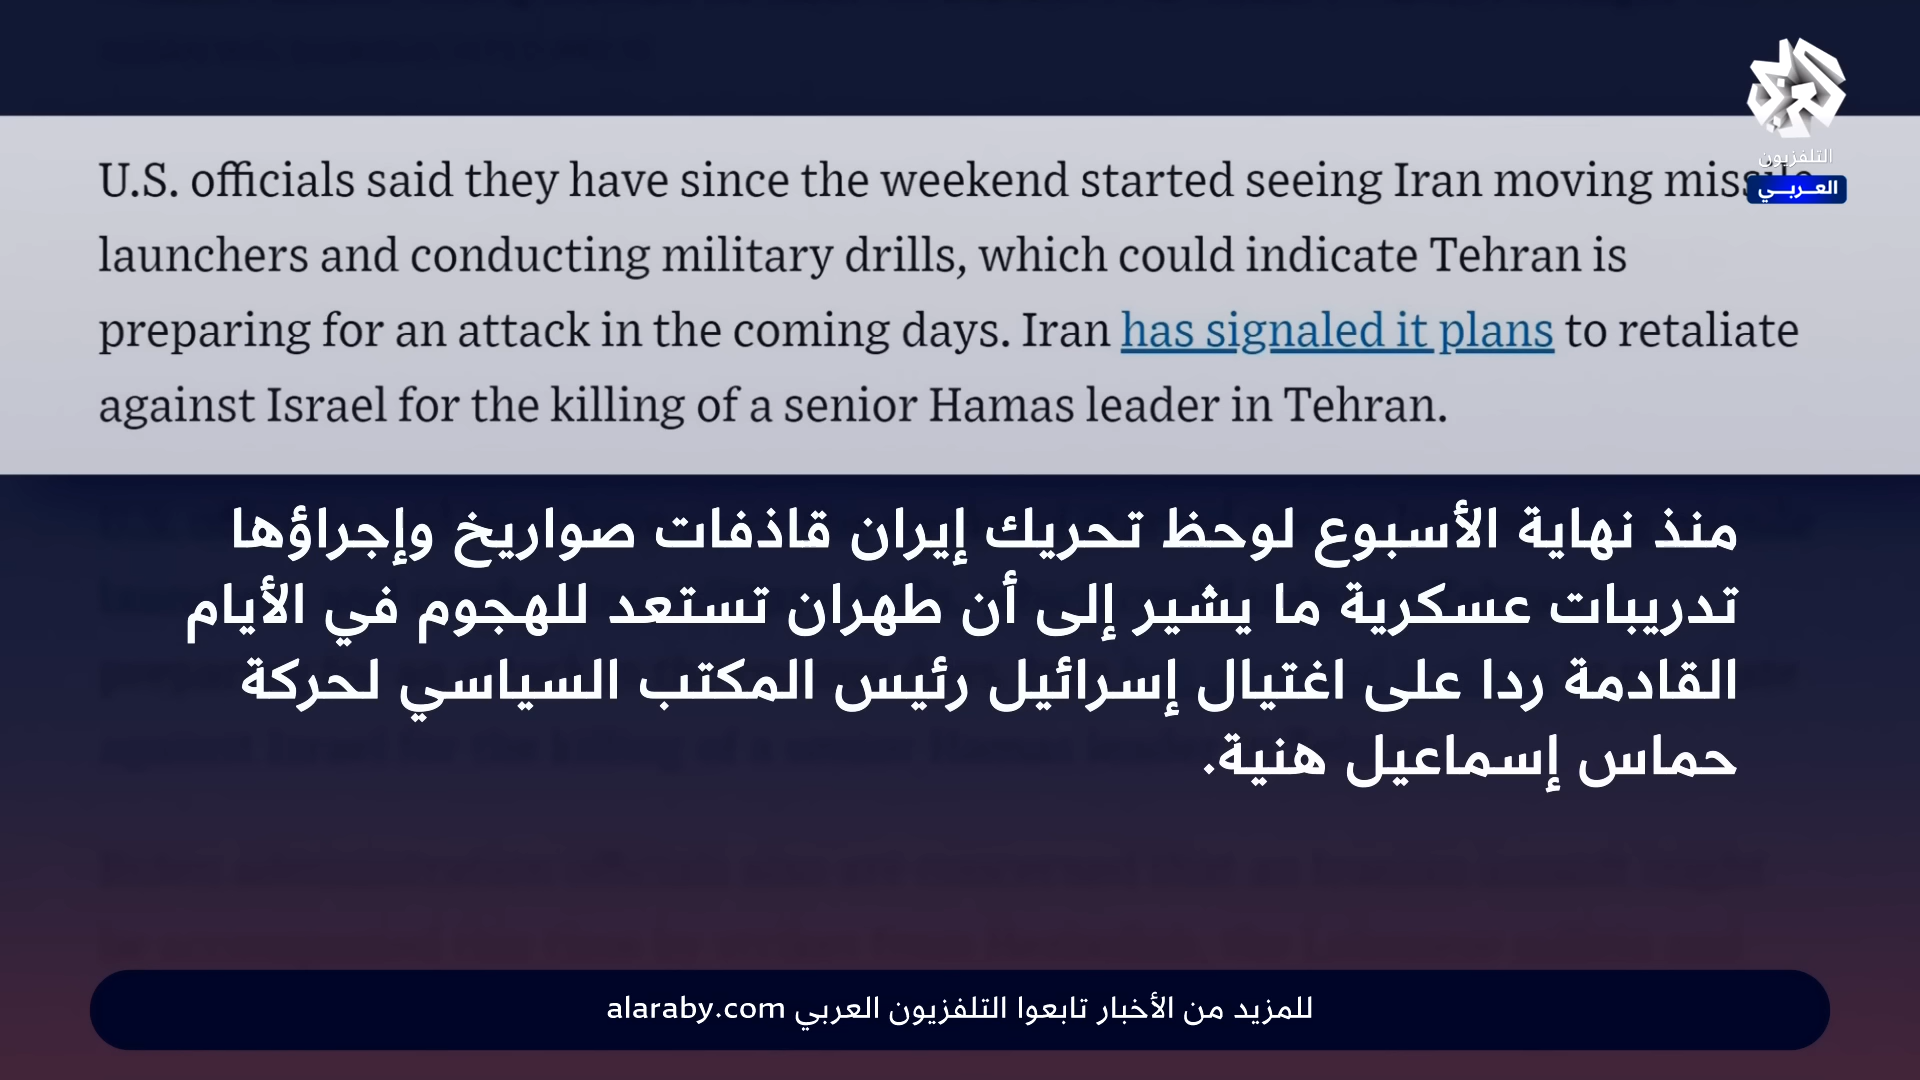 التلفزيون
العربي
U.S. officials said they have since the weekend started seeing Iran moving
launchers and conducting military drills, which could indicate Tehran is
preparing for an attack in the coming days. Iran has signaled it plans to retaliate
against Israel for the killing of a senior Hamas leader in Tehran.
منذ نهاية الأسبوع لوحظ تحريك إيران قاذفات صواريخ وإجراؤها
تدريبات عسكرية ما يشير إلى أن طهران تستعد للهجوم في الأيام
القادمة ردا على اغتيال إسرائيل رئيس المكتب السياسي لحركة
حماس إسماعيل هنية.
للمزيد من الأخبار تابعوا التلفزيون العربي alaraby.com